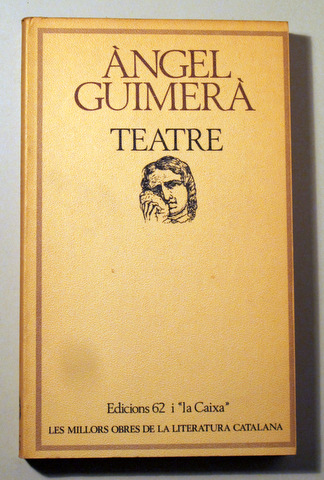 ÀNGEL
GUIMERÀ
TEATRE
Edicions 62 i "la Caixa"
LES MILLORS OBRES DE LA LITERATURA CATALANA